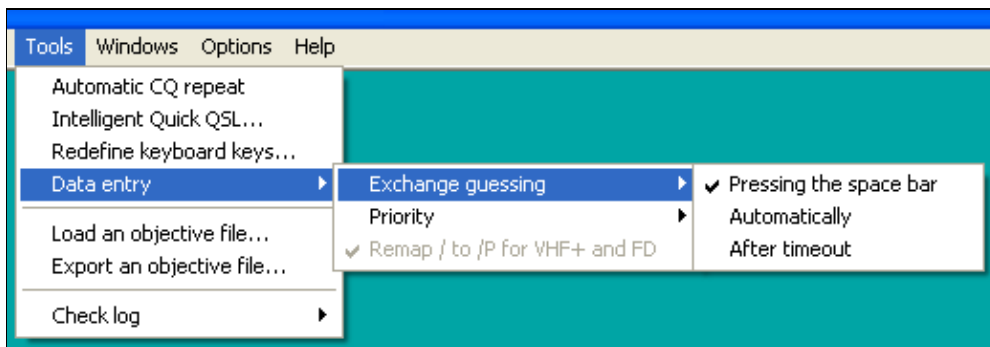 Tools Windows Options Help
Automatic CQ repeat
Intelligent Quick QSL...
Redefine keyboard keys...
Data entry
Load an objective file...
Export an objective file...
Check log
Exchange guessing
Priority
Remap / to /P for VHF+ and FD
Pressing the space bar
Automatically
After timeout